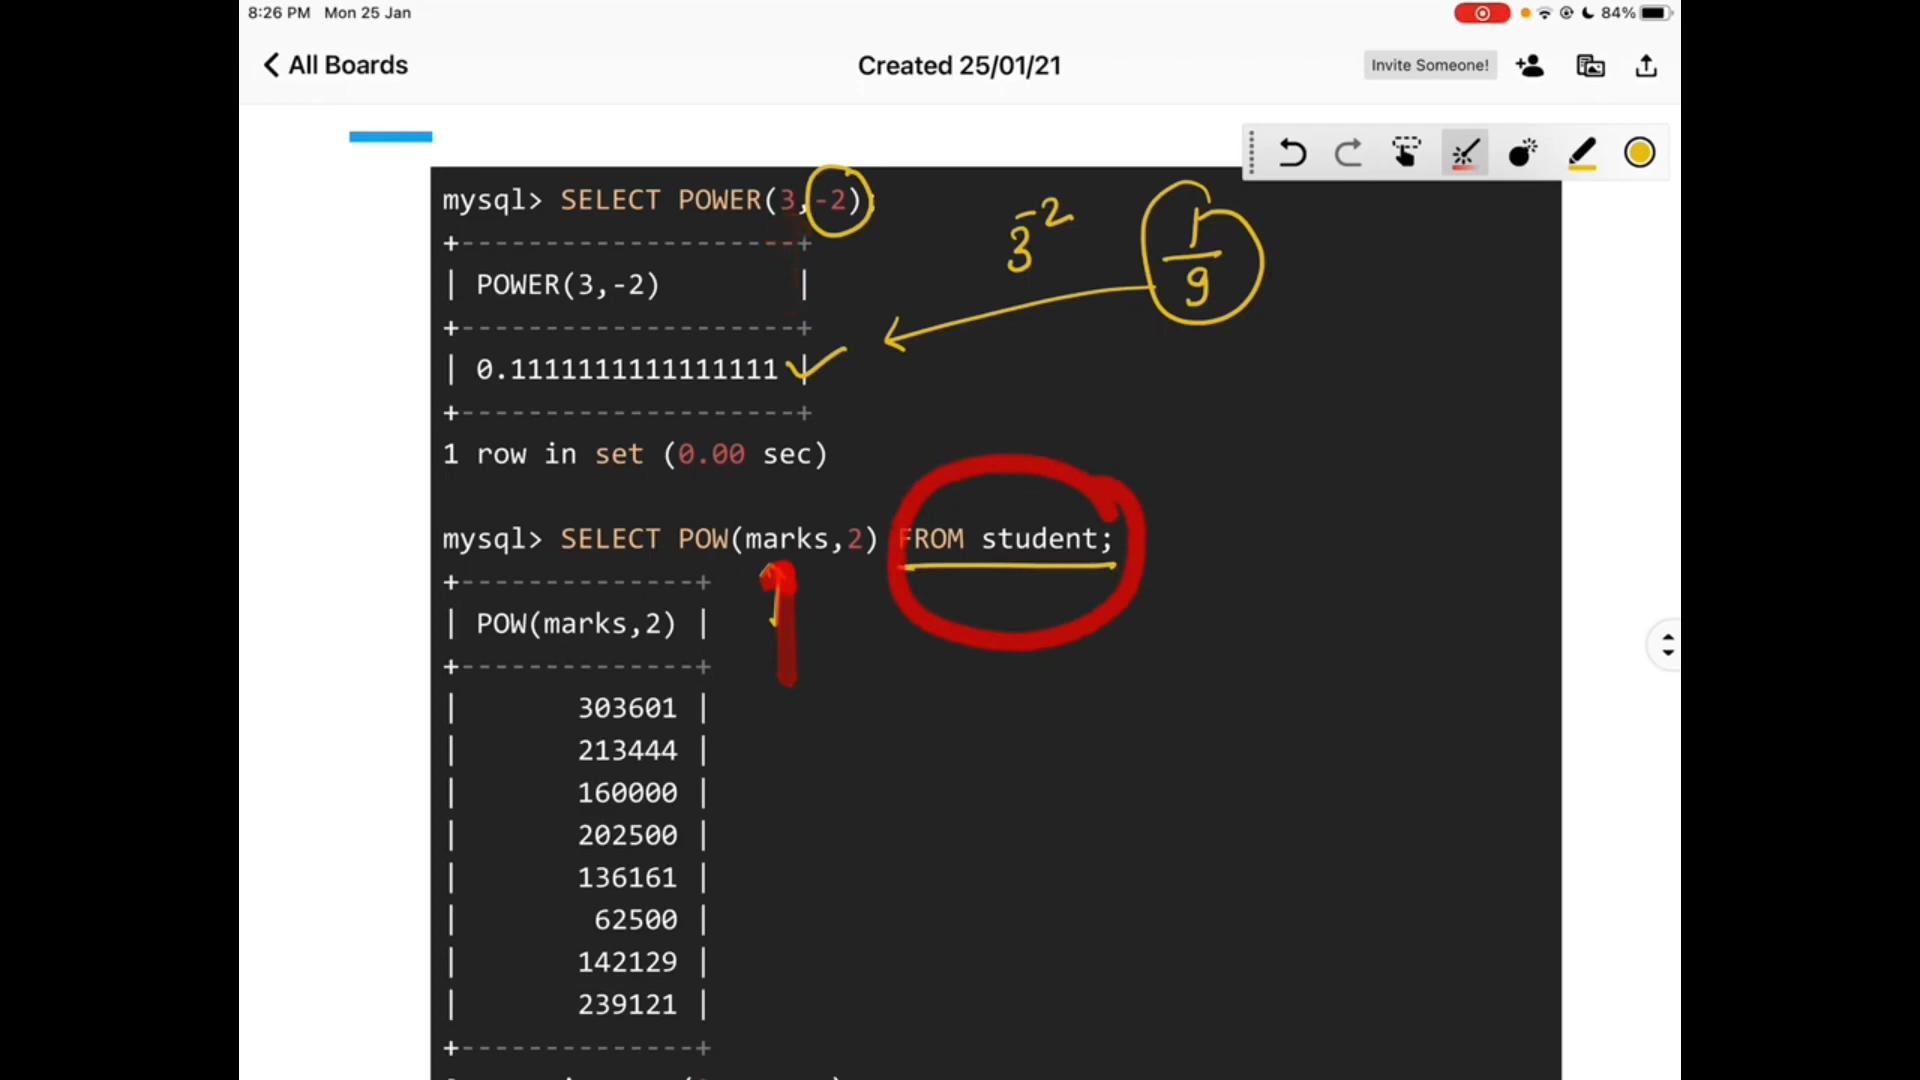 8:26 PM Mon 25 Jan
84%
All Boards
Created 25/01/21
Invite Someone!
mysql> SELECT POWER(3,-2);
+--------------------+
| POWER(3,-2) |
+--------------------+
| 0.1111111111111111 |
+--------------------+
1 row in set (0.00 sec)
3-2
1
9
mysql> SELECT POW(marks,2) FROM student;
+--------------+
| POW(marks,2) |
+--------------+
| 303601 |
| 213444 |
| 160000 |
| 202500 |
| 136161 |
| 62500 |
| 142129 |
| 239121 |
+--------------+